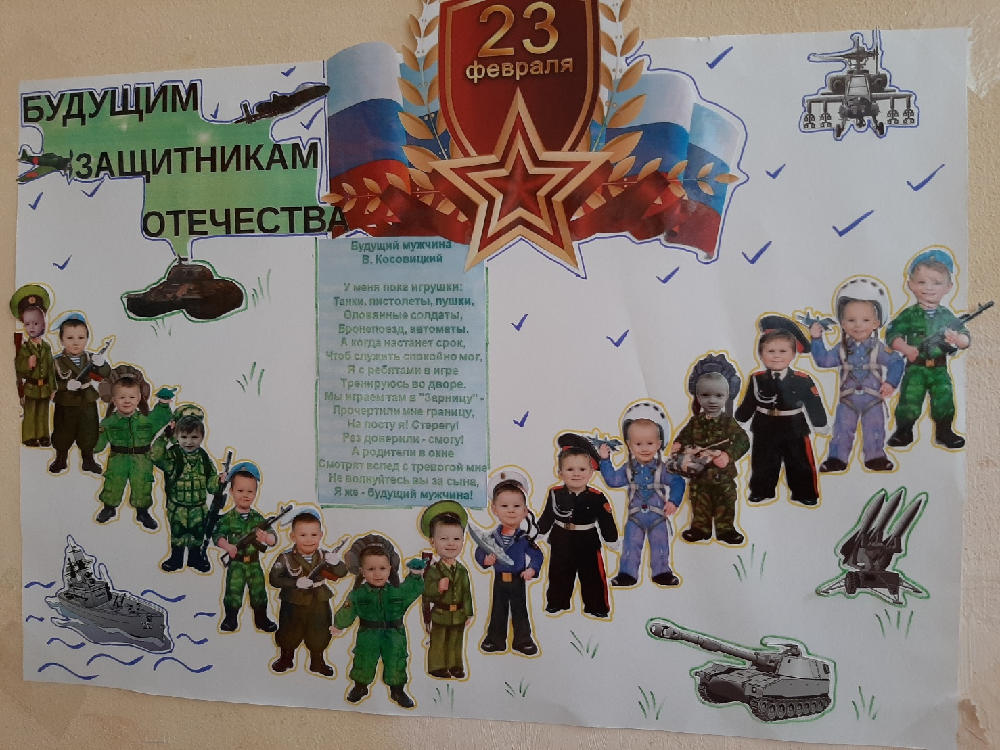 23
февраля
БУДУЩИМ
ЗАЩИТНИКАМ
ОТЕЧЕСТВА
Будущий мужчина
В. Косовицкий
У меня пока игрушки:
Танки, пистолеты, пушки,
Оловянные солдаты,
Бронепоезд, автоматы.
А когда настанет срок,
Чтоб служить спокойно мог,
Я с ребятами в игре
Тренируюсь во дворе.
Мы играем там в "Зарницу" -
Прочертили мне границу,
На посту я! Стерегу!
Раз доверили - смогу!
А родители в окне
Смотрят вслед с тревогой мне
Не волнуйтесь вы за сына,
Я же - будущий мужчина!
26